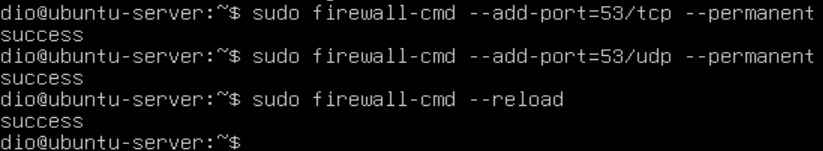 dio@ubuntu-server:~$ sudo firewall-cmd --add-port=53/tcp --permanent
success
dio@ubuntu-server:~$ sudo firewall-cmd --add-port=53/udp --permanent
success
dio@ubuntu-server:~$ sudo firewall-cmd --reload
success
dio@ubuntu-server:~$